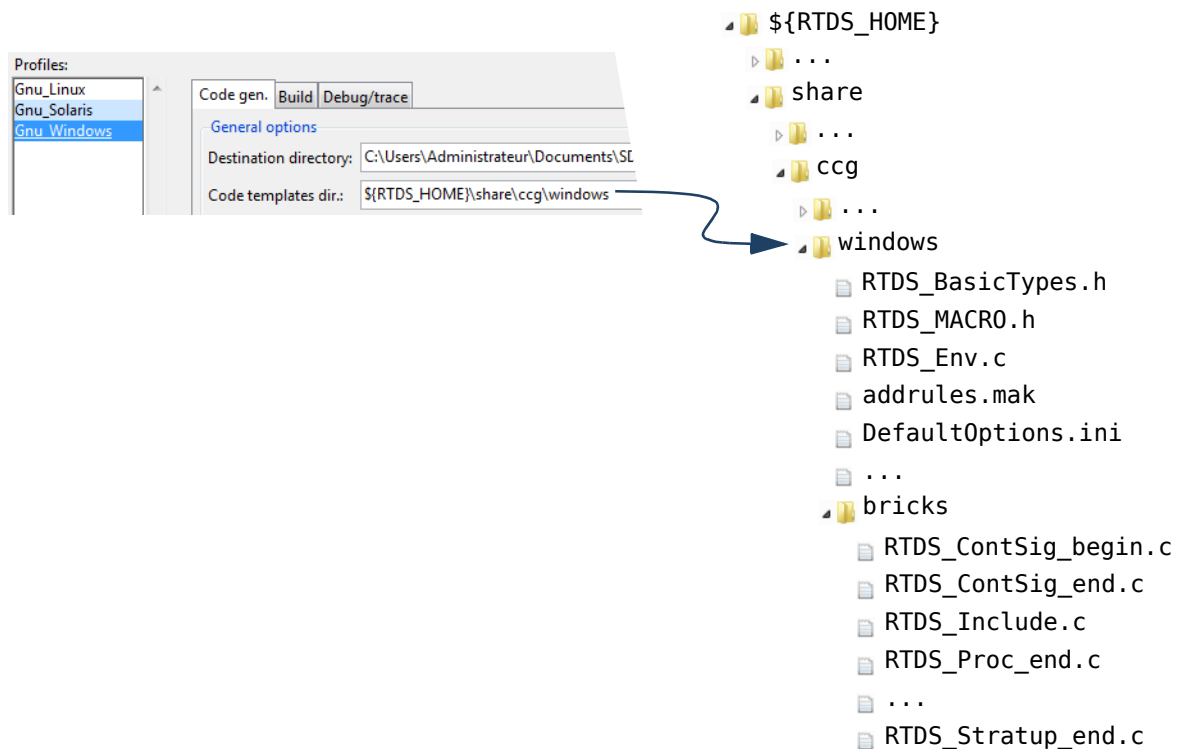 Profiles:
Gnu_Linux
Gnu_Solaris
Gnu_Windows
Code gen. Build Debug/trace
General options
Destination directory: C:\Users\Administrateur\Documents\SD
Code templates dir.: ${RTDS_HOME}\share\ccg\windows
${RTDS_HOME}
...
share
...
ccg
...
windows
RTDS_BasicTypes.h
RTDS_MACRO.h
RTDS_Env.c
addrules.mak
DefaultOptions.ini
...
bricks
RTDS_ContSig_begin.c
RTDS_ContSig_end.c
RTDS_Include.c
RTDS_Proc_end.c
...
RTDS_Stratup_end.c